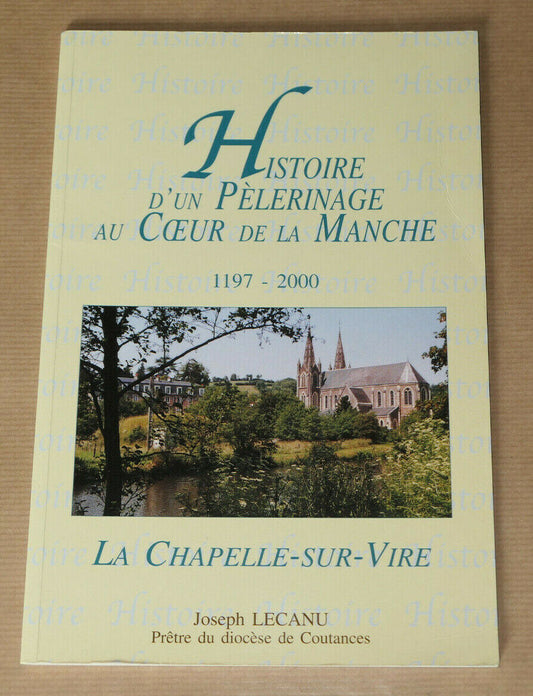 Histoire
d'un Pèlerinage
au Cœur de la Manche
1197 - 2000
La Chapelle-sur-Vire
Joseph LECANU
Prêtre du diocèse de Coutances